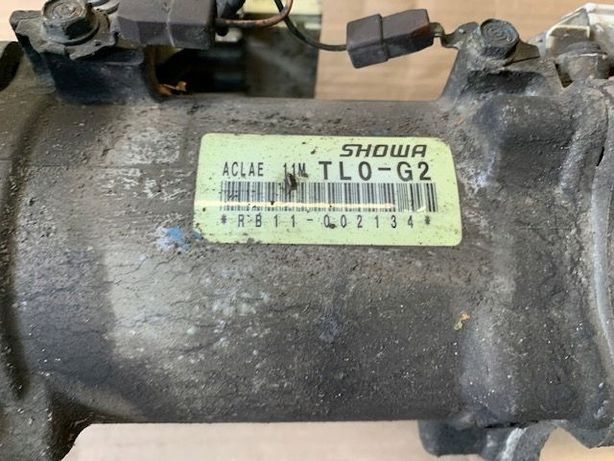 SHOWA
ACLAE 11M TL0-G2
*RB11-002134*